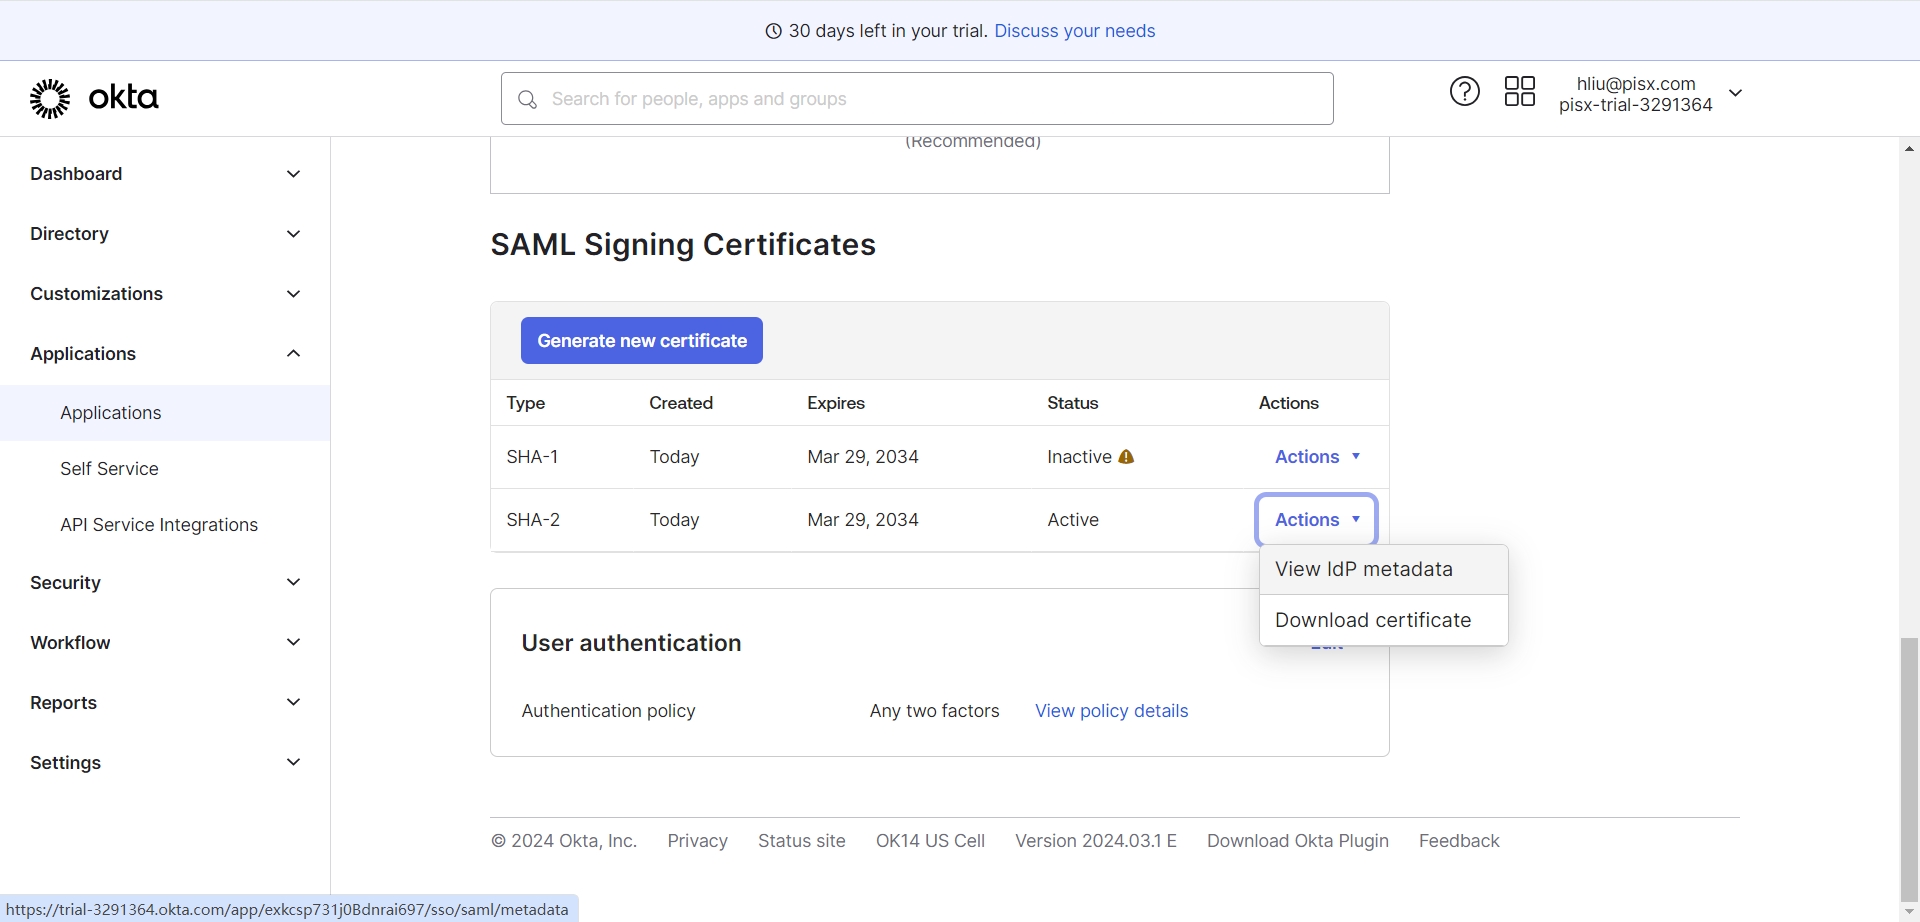 30 days left in your trial. Discuss your needs
okta
Search for people, apps and groups
hliu@pisx.com
pisx-trial-3291364
Dashboard
Directory
Customizations
Applications
Applications
Self Service
API Service Integrations
Security
Workflow
Reports
Settings
(Recommended)
SAML Signing Certificates
Generate new certificate
Type Created Expires Status Actions
SHA-1 Today Mar 29, 2034 Inactive Actions
SHA-2 Today Mar 29, 2034 Active Actions
View IdP metadata
Download certificate
User authentication Edit
Authentication policy Any two factors View policy details
© 2024 Okta, Inc. Privacy Status site OK14 US Cell Version 2024.03.1 E Download Okta Plugin Feedback
https://trial-3291364.okta.com/app/exkcsp731j0Bdnrai697/sso/saml/metadata